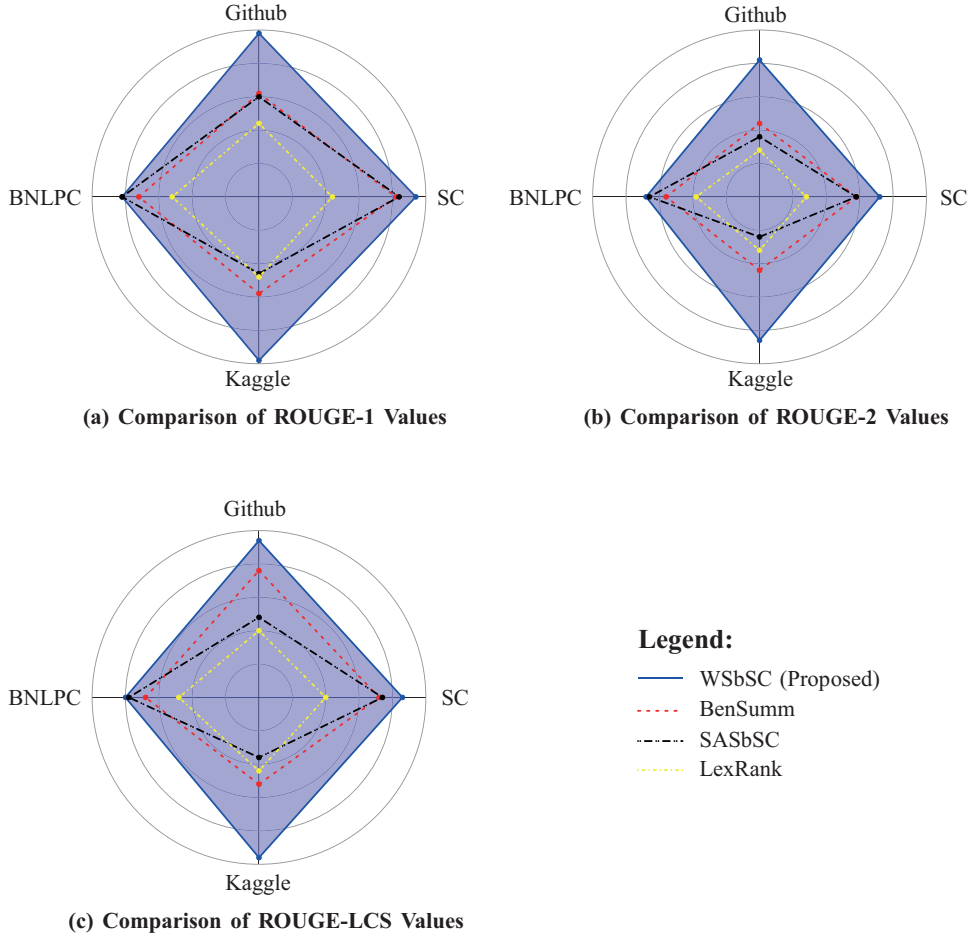 Github
BNLPC
SC
Kaggle
(a) Comparison of ROUGE-1 Values
Github
BNLPC
SC
Kaggle
(b) Comparison of ROUGE-2 Values
Github
BNLPC
SC
Kaggle
(c) Comparison of ROUGE-LCS Values
Legend:
WSbSC (Proposed)
BenSumm
SASbSC
LexRank